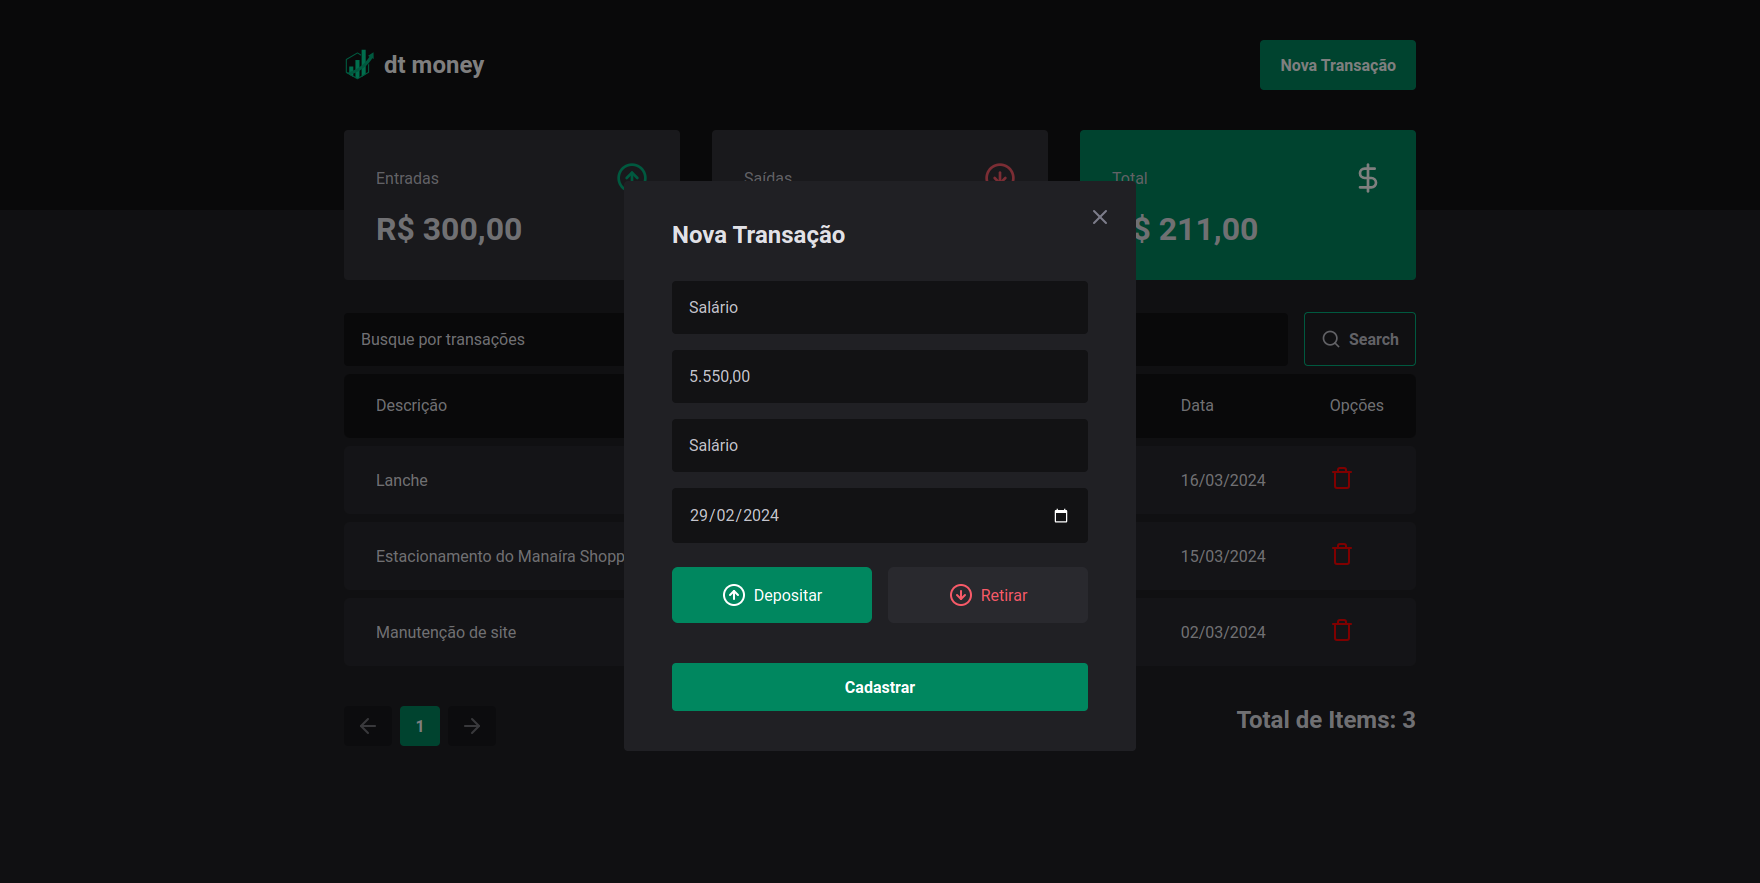 dt money
Nova Transação
Entradas
Saídas
Total
R$ 300,00
$ 211,00
Nova Transação
Salário
5.550,00
Salário
29/02/2024
Depositar
Retirar
Cadastrar
Busque por transações
Search
Descrição
Data
Opções
Lanche
16/03/2024
Estacionamento do Manaíra Shopp
15/03/2024
Manutenção de site
02/03/2024
1
Total de Items: 3